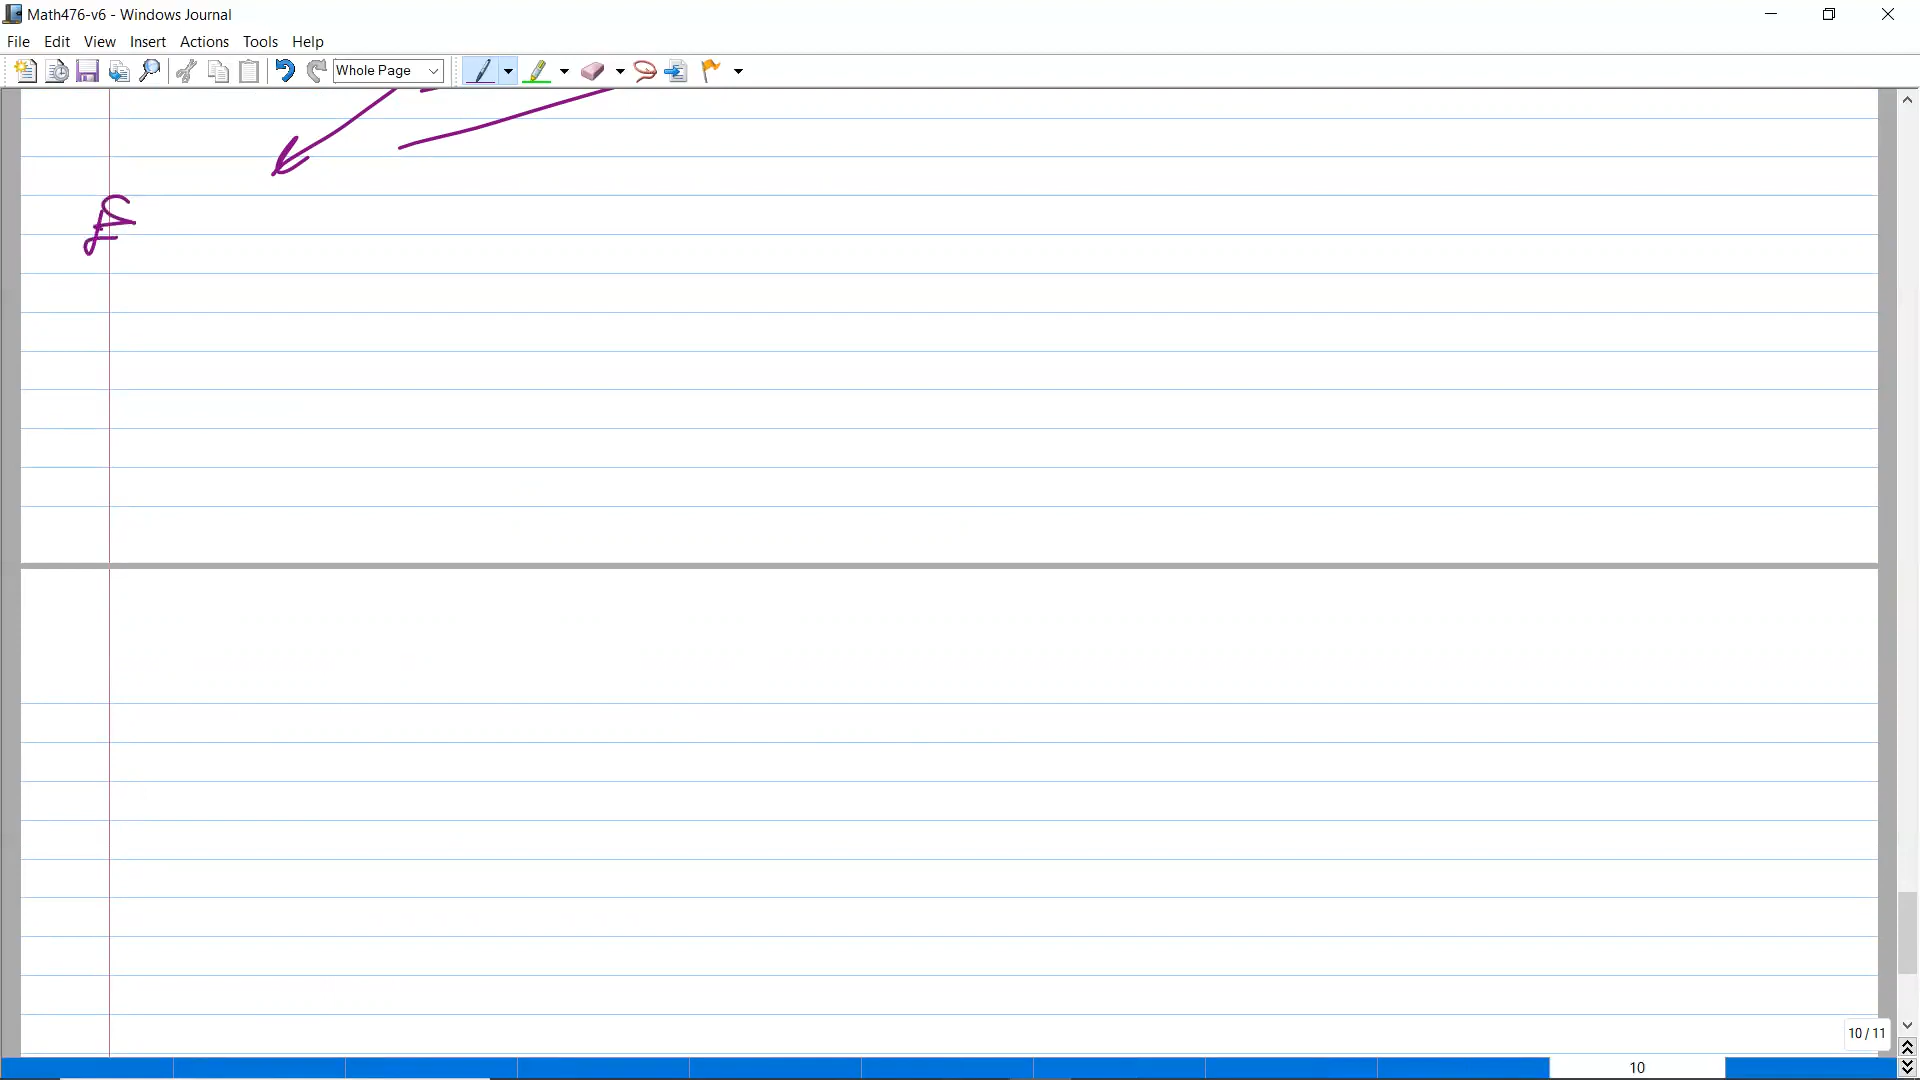 Math476-v6 - Windows Journal
File Edit View Insert Actions Tools Help
Whole Page
10 / 11
10